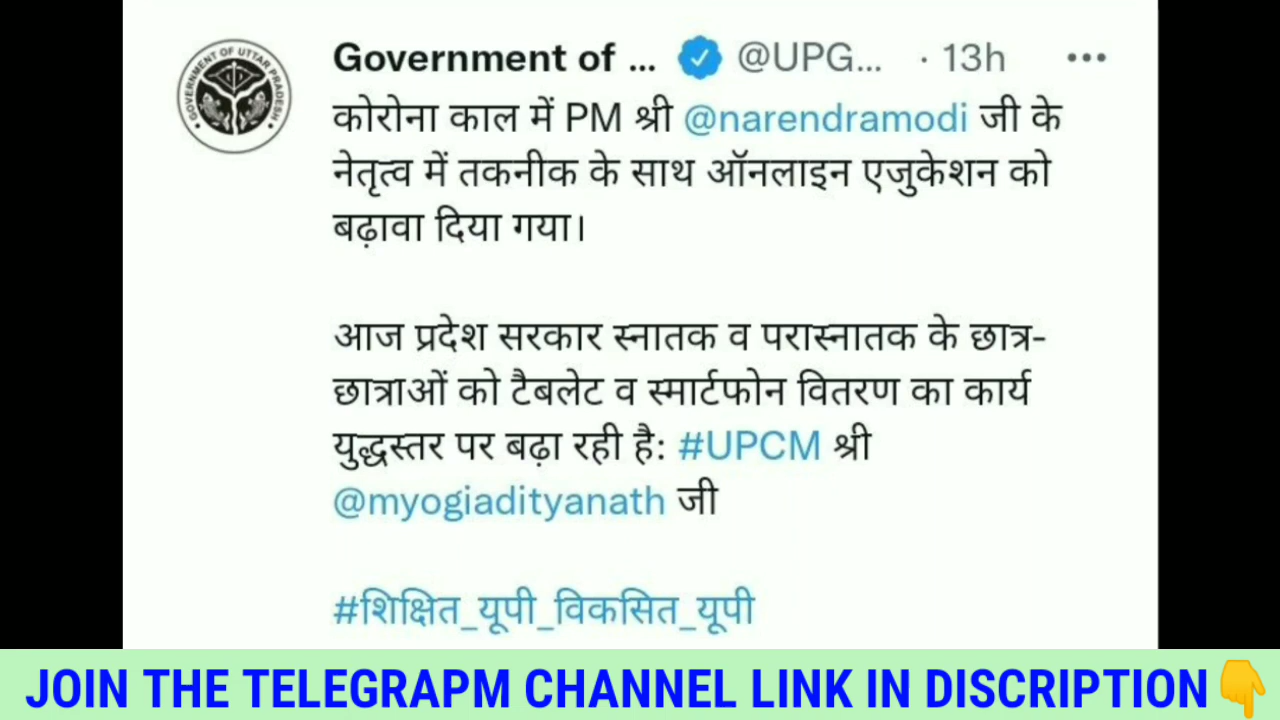 GOVERNMENT OF UTTAR PRADESH
Government of ... @UPG... · 13h
कोरोना काल में PM श्री @narendramodi जी के
नेतृत्व में तकनीक के साथ ऑनलाइन एजुकेशन को
बढ़ावा दिया गया।
आज प्रदेश सरकार स्नातक व परास्नातक के छात्र-
छात्राओं को टैबलेट व स्मार्टफोन वितरण का कार्य
युद्धस्तर पर बढ़ा रही है: #UPCM श्री
@myogiadityanath जी
#शिक्षित_यूपी_विकसित_यूपी
JOIN THE TELEGRAPM CHANNEL LINK IN DISCRIPTION👇